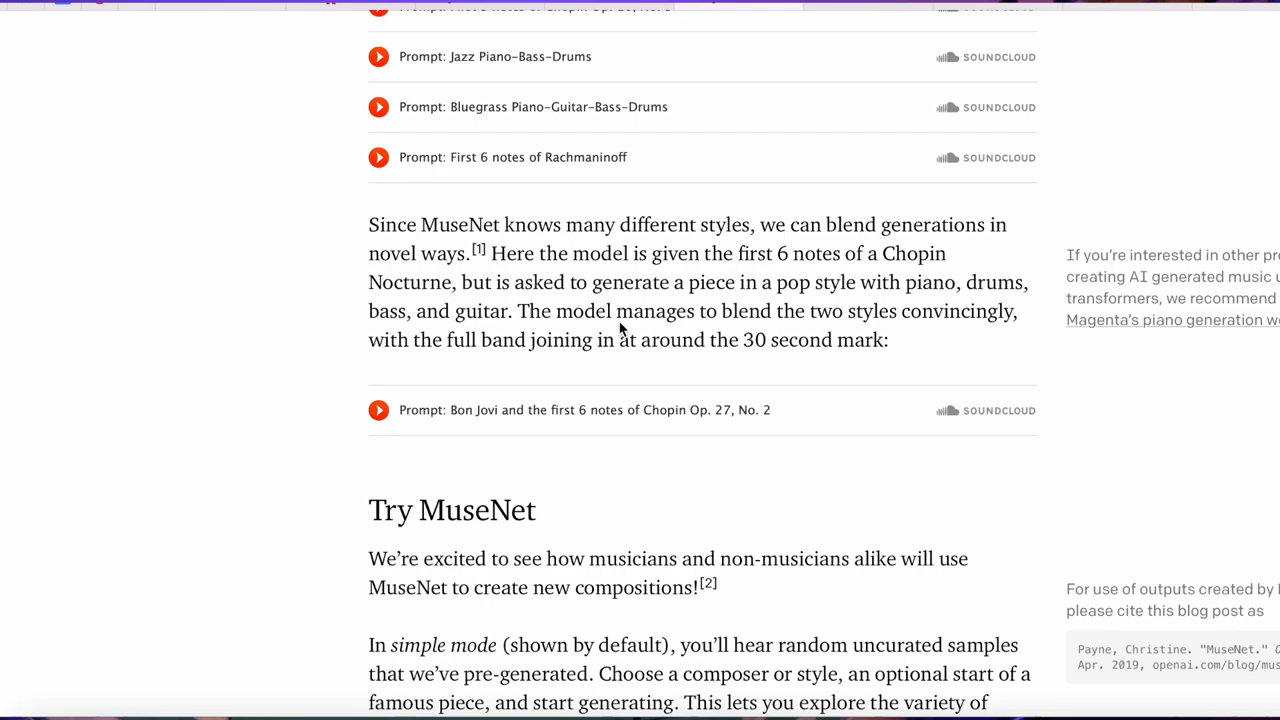 Prompt: Jazz Piano–Bass–Drums
SOUNDCLOUD
Prompt: Bluegrass Piano–Guitar–Bass–Drums
SOUNDCLOUD
Prompt: First 6 notes of Rachmaninoff
SOUNDCLOUD
Since MuseNet knows many different styles, we can blend generations in
novel ways.[1] Here the model is given the first 6 notes of a Chopin
Nocturne, but is asked to generate a piece in a pop style with piano, drums,
bass, and guitar. The model manages to blend the two styles convincingly,
with the full band joining in at around the 30 second mark:
If you're interested in other
creating AI generated music
transformers, we recommend
Magenta's piano generation
Prompt: Bon Jovi and the first 6 notes of Chopin Op. 27, No. 2
SOUNDCLOUD
Try MuseNet
We're excited to see how musicians and non-musicians alike will use
MuseNet to create new compositions![2]
For use of outputs created by
please cite this blog post as
Payne, Christine. "MuseNet."
Apr. 2019, openai.com/blog/mus
In simple mode (shown by default), you'll hear random uncurated samples
that we've pre-generated. Choose a composer or style, an optional start of a
famous piece, and start generating. This lets you explore the variety of